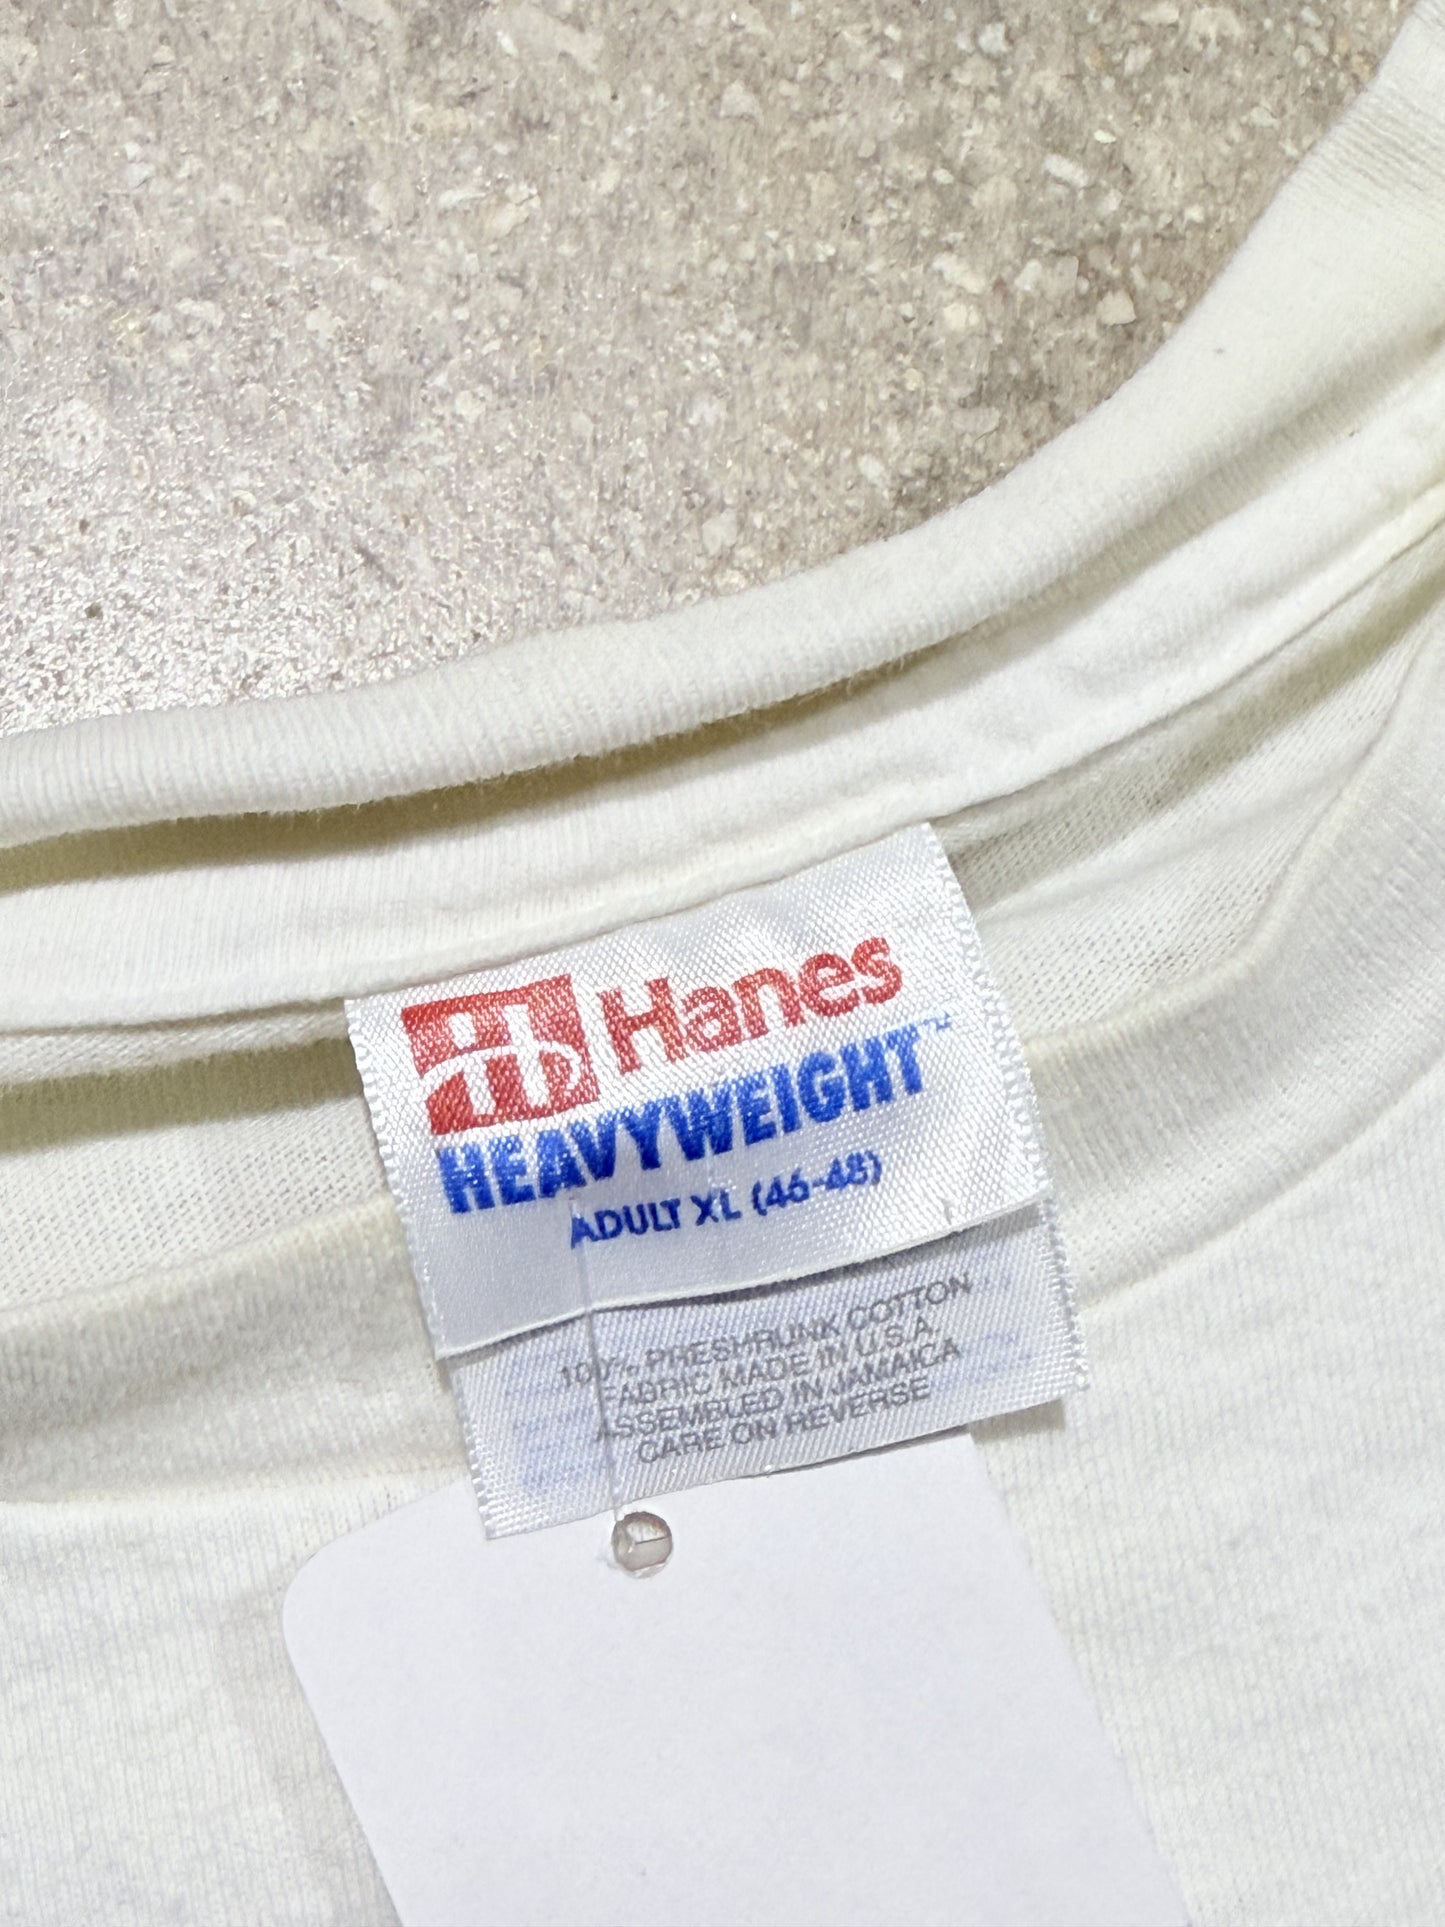 Hanes
HEAVYWEIGHT™
ADULT XL (46-48)
100% PRESHRUNK COTTON
FABRIC MADE IN U.S.A.
ASSEMBLED IN JAMAICA
CARE ON REVERSE